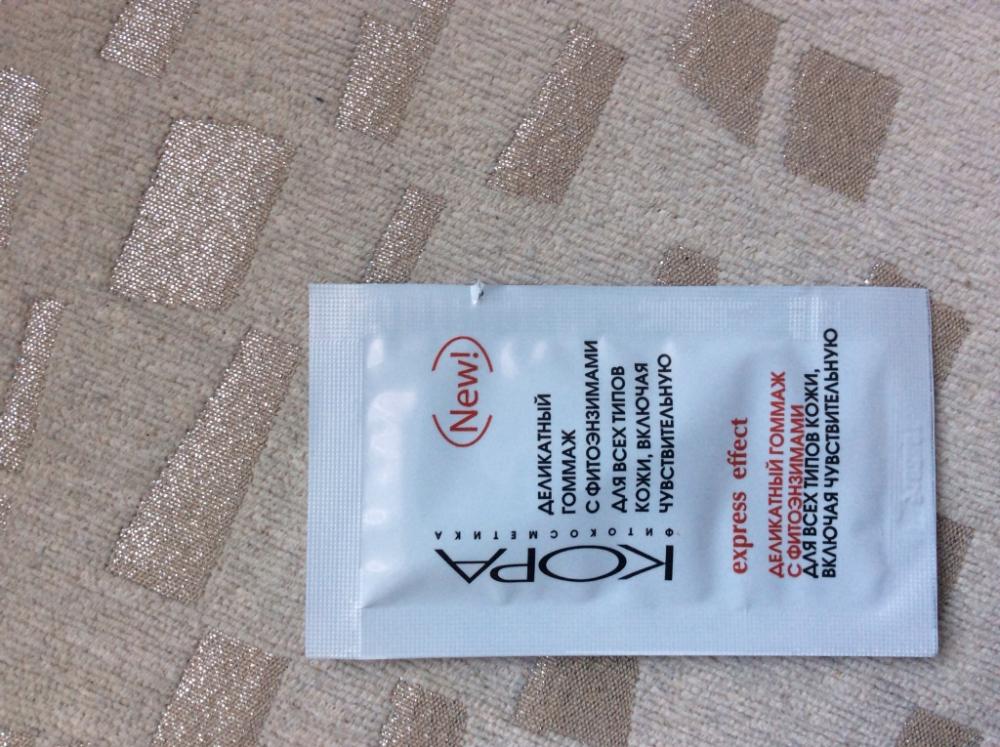 (New!)
КОРА
ФИТОКОСМЕТИКА
ДЕЛИКАТНЫЙ
ГОММАЖ
С ФИТОЭНЗИМАМИ
ДЛЯ ВСЕХ ТИПОВ
КОЖИ, ВКЛЮЧАЯ
ЧУВСТВИТЕЛЬНУЮ
express effect
ДЕЛИКАТНЫЙ ГОММАЖ
С ФИТОЭНЗИМАМИ
ДЛЯ ВСЕХ ТИПОВ КОЖИ,
ВКЛЮЧАЯ ЧУВСТВИТЕЛЬНУЮ